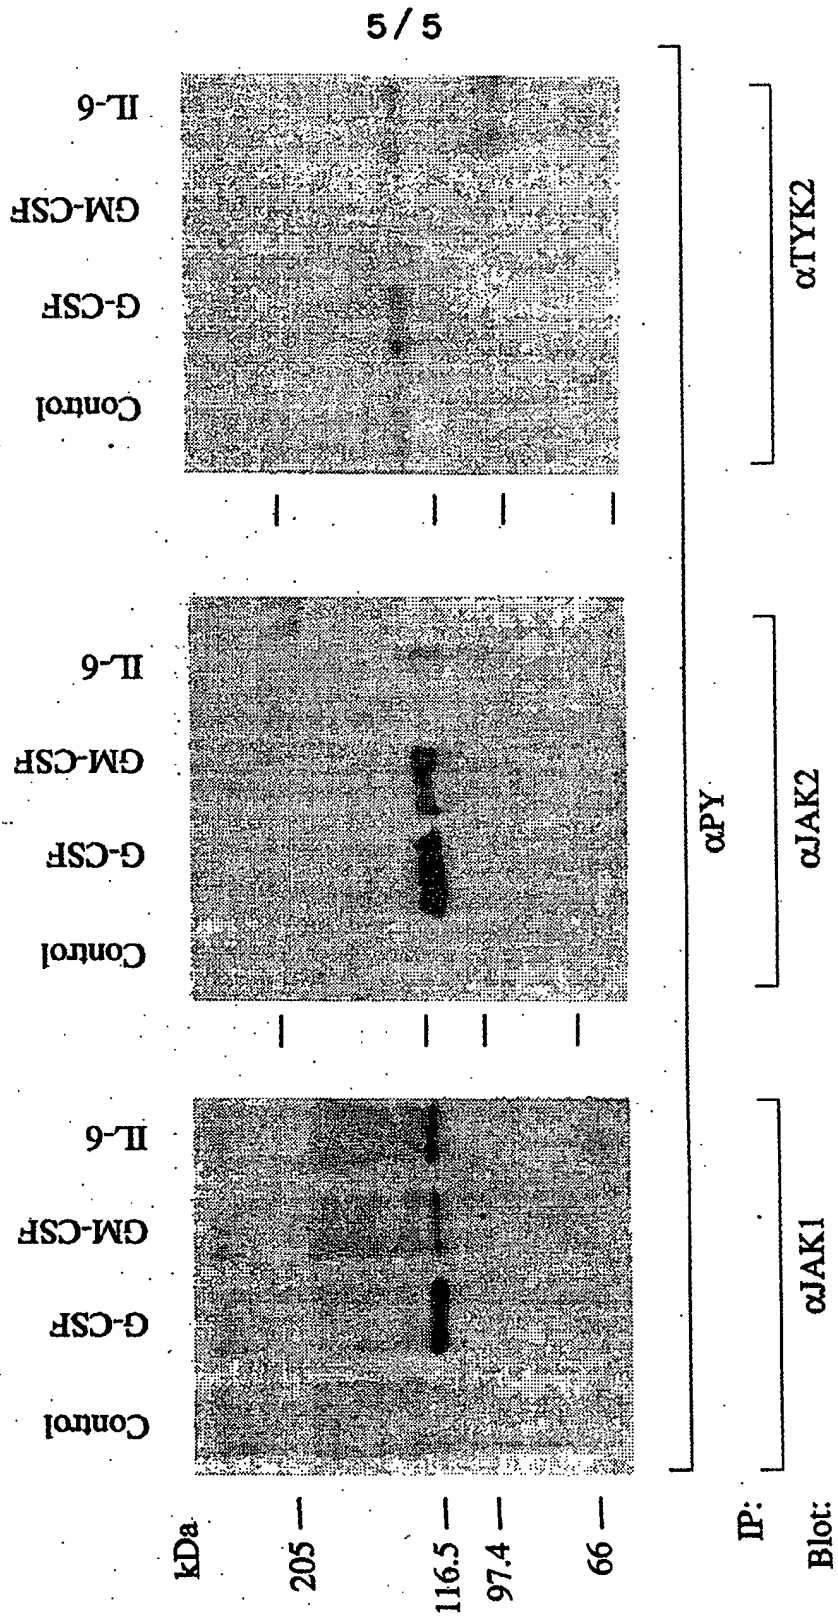 5/5
kDa
205
116.5
97.4
66
Control
G-CSF
GM-CSF
IL-6
Control
G-CSF
GM-CSF
IL-6
Control
G-CSF
GM-CSF
IL-6
IP:
αPY
Blot:
αJAK1
αJAK2
αTYK2